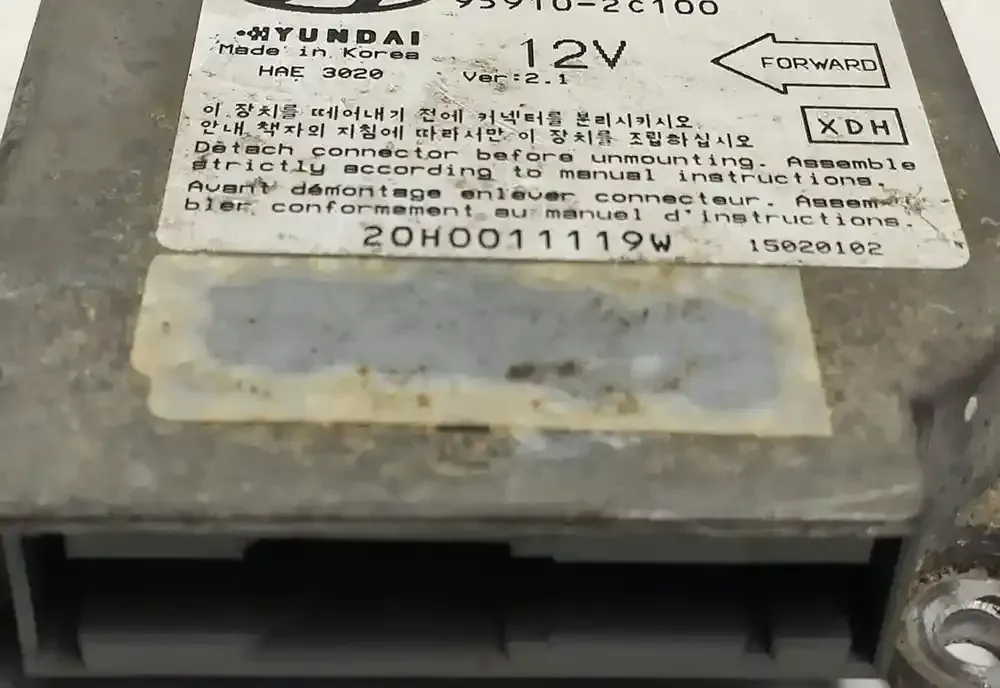 95910-2C100
HYUNDAI
Made in Korea
HAE 3020
12V
Ver:2.1
FORWARD
XDH
이 장치를 떼어내기 전에 커넥터를 분리시키시오
안내 책자의 지침에 따라서만 이 장치를 조립하십시오
Detach connector before unmounting. Assemble
strictly according to manual instructions.
Avant démontage enlever connecteur. Assem-
bler conformement au manuel d'instructions.
20H0011119W
15020102